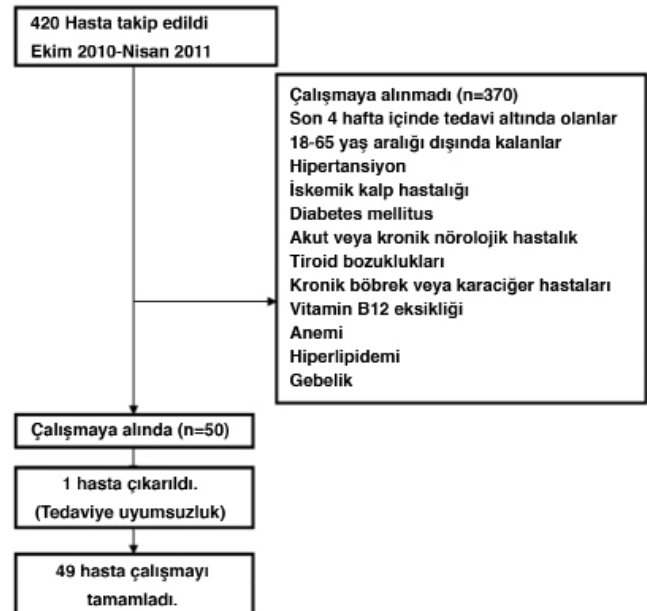 420 Hasta takip edildi
Ekim 2010-Nisan 2011
Çalışmaya alınmadı (n=370)
Son 4 hafta içinde tedavi altında olanlar
18-65 yaş aralığı dışında kalanlar
Hipertansiyon
İskemik kalp hastalığı
Diabetes mellitus
Akut veya kronik nörolojik hastalık
Tiroid bozuklukları
Kronik böbrek veya karaciğer hastaları
Vitamin B12 eksikliği
Anemi
Hiperlipidemi
Gebelik
Çalışmaya alında (n=50)
1 hasta çıkarıldı.
(Tedaviye uyumsuzluk)
49 hasta çalışmayı
tamamladı.